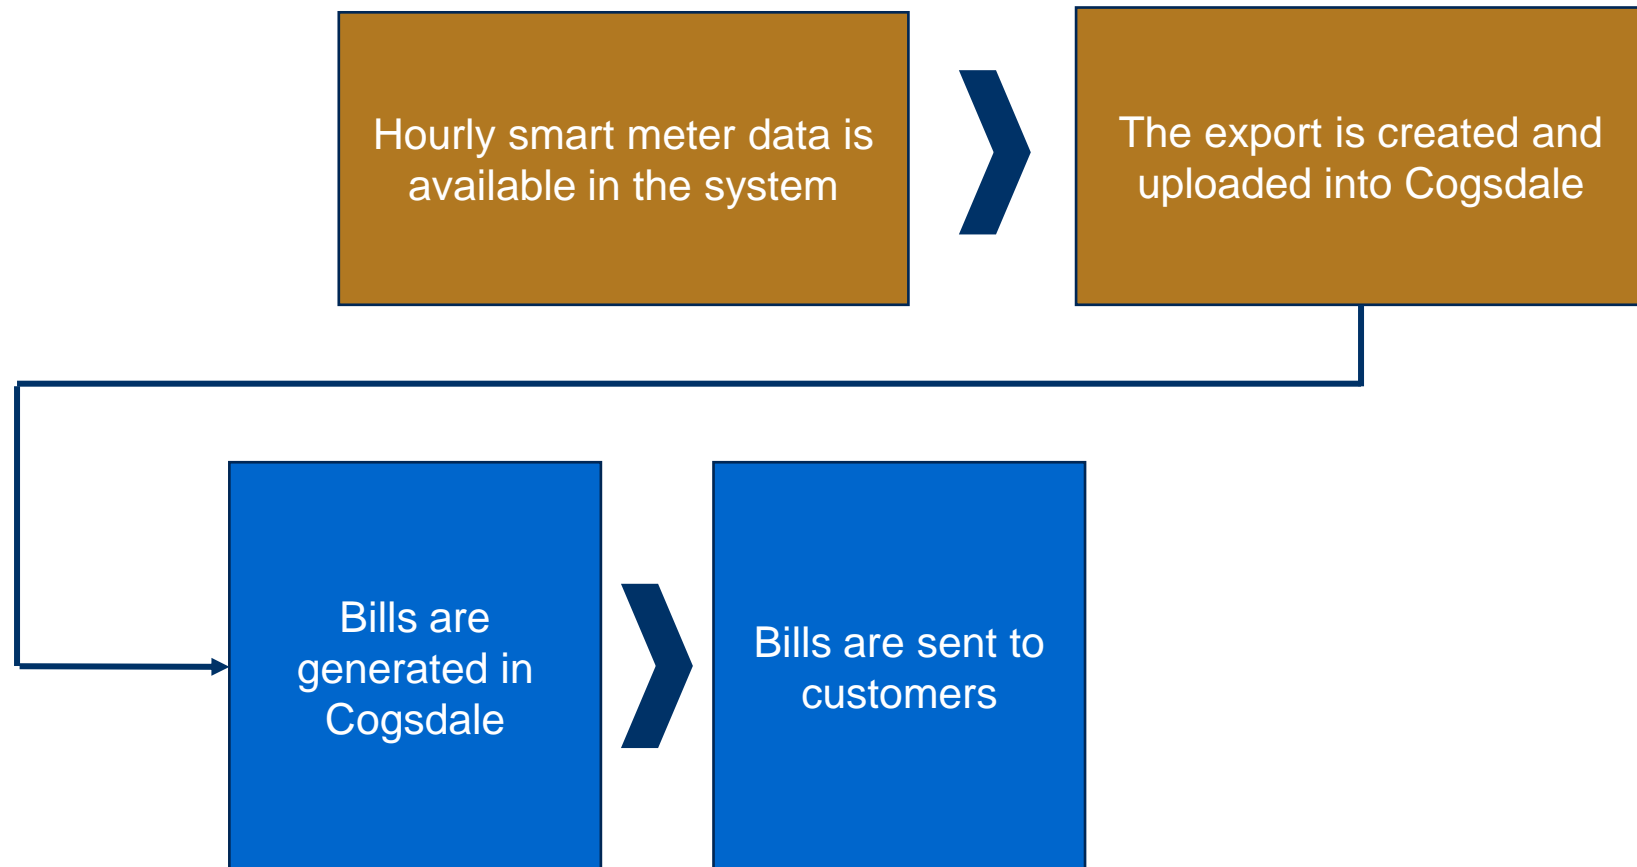 Hourly smart meter data is
available in the system
The export is created and
uploaded into Cogsdale
Bills are
generated in
Cogsdale
Bills are sent to
customers